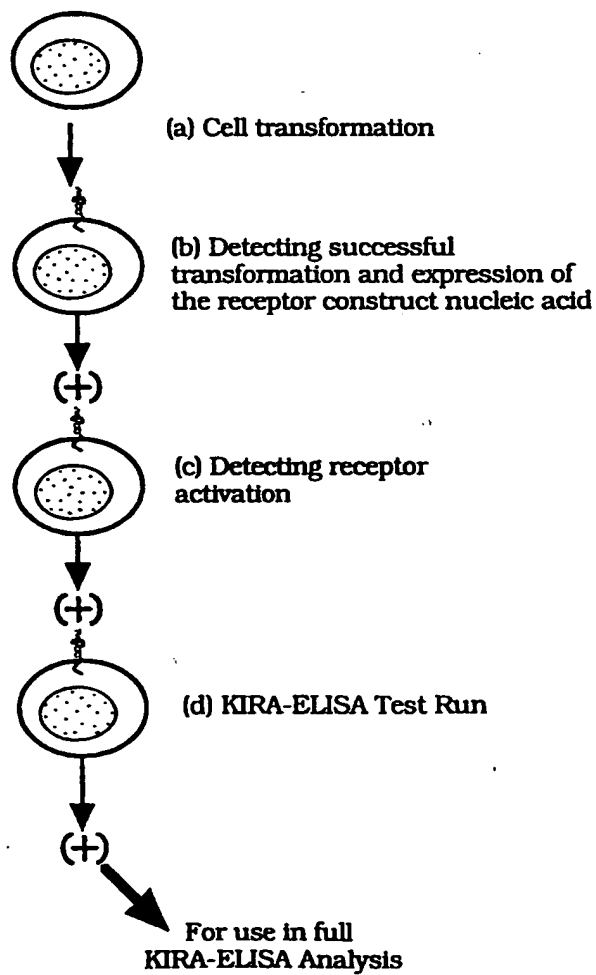 (a) Cell transformation
(b) Detecting successful
transformation and expression of
the receptor construct nucleic acid
(+)
(c) Detecting receptor
activation
(+)
(d) KIRA-ELISA Test Run
(+)
For use in full
KIRA-ELISA Analysis